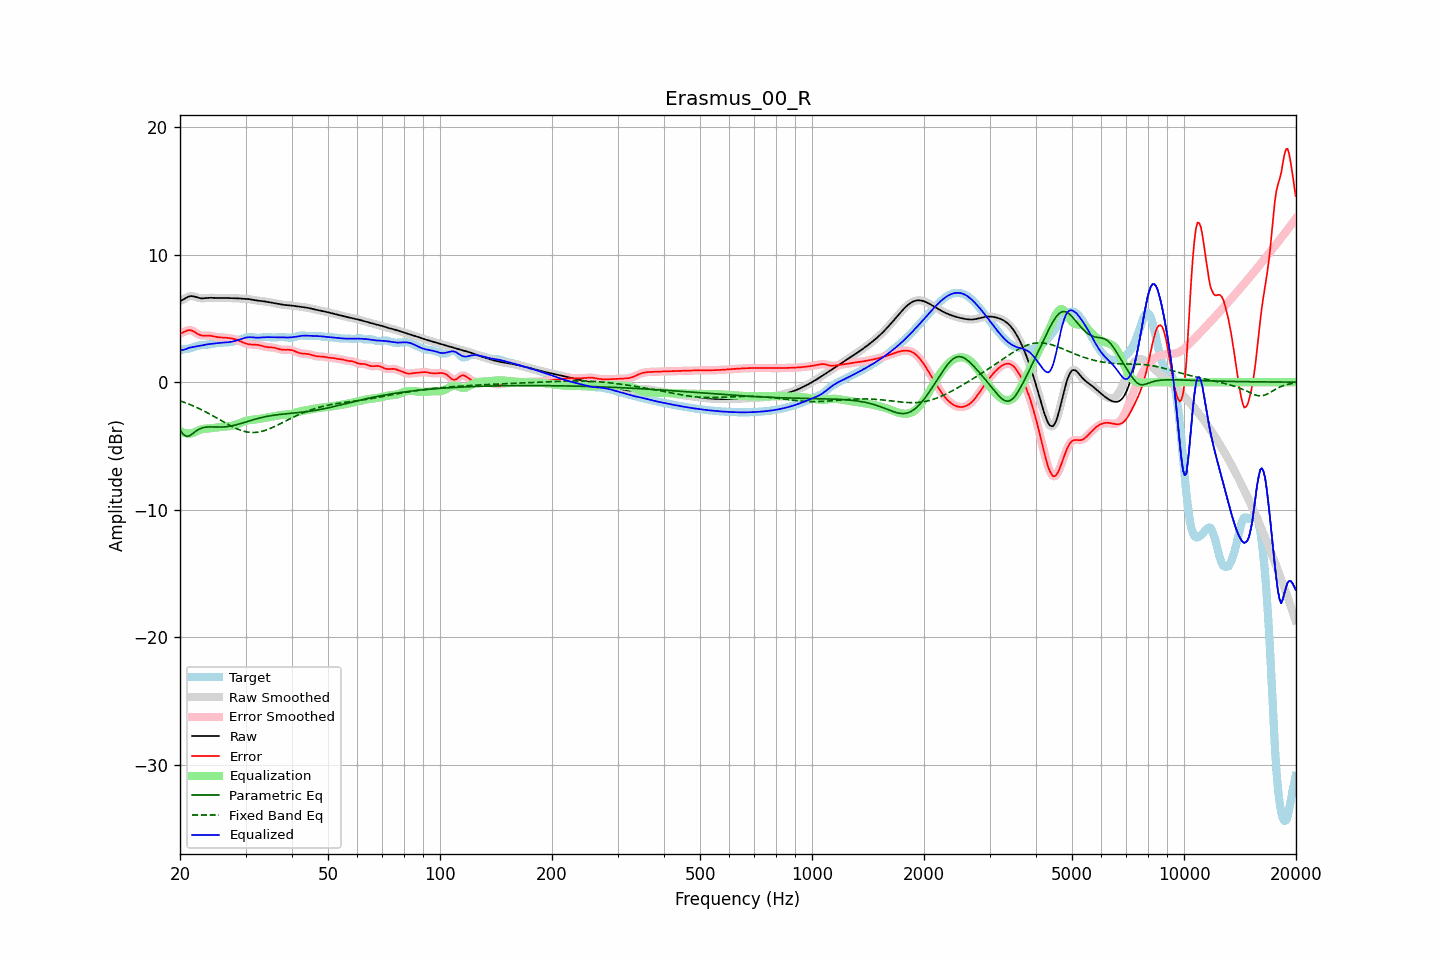 Erasmus_00_R
Amplitude (dBr)
20
10
0
−10
−20
−30
Target
Raw Smoothed
Error Smoothed
Raw
Error
Equalization
Parametric Eq
Fixed Band Eq
Equalized
20 50 100 200 500 1000 2000 5000 10000 20000
Frequency (Hz)